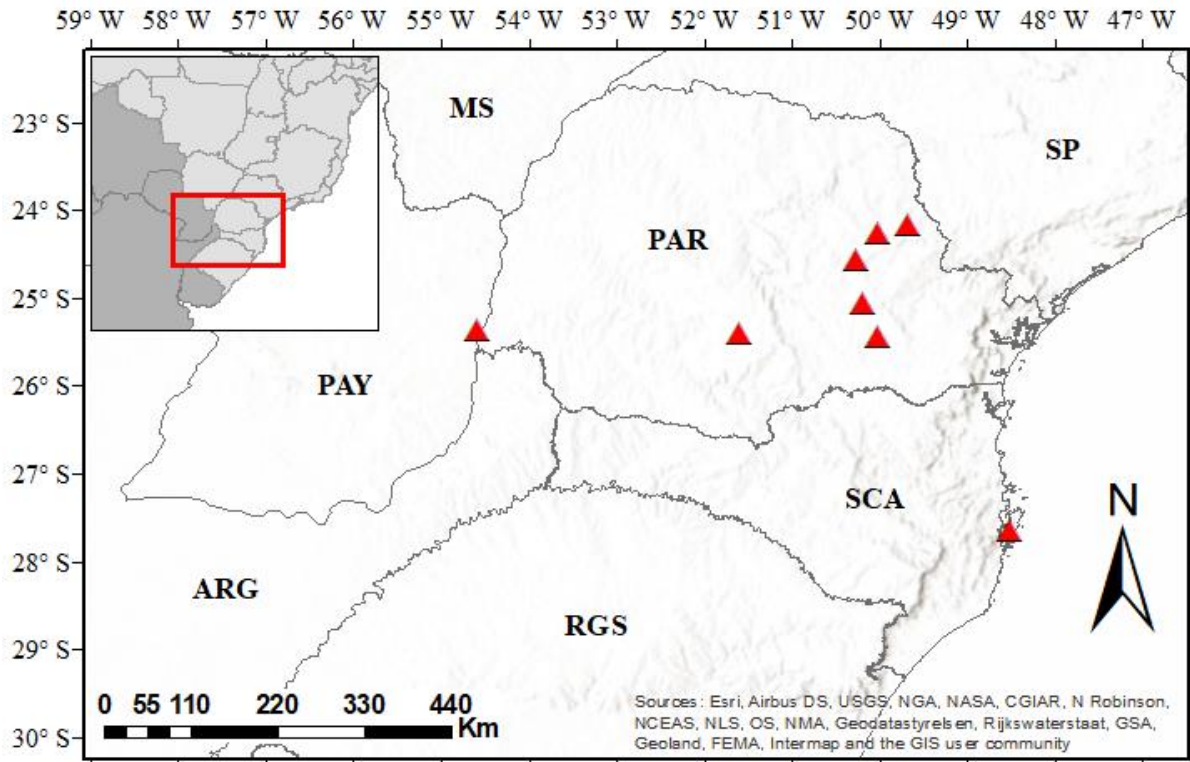 59° W 58° W 57° W 56° W 55° W 54° W 53° W 52° W 51° W 50° W 49° W 48° W 47° W
MS
23° S
SP
24° S
PAR
25° S
PAY
26° S
27° S
SCA
N
28° S
ARG
RGS
29° S
0 55 110 220 330 440
Km
30° S
Sources: Esri, Airbus DS, USGS, NGA, NASA, CGIAR, N Robinson,
NCEAS, NLS, OS, NMA, Geodatastyrelsen, Rijkswaterstaat, GSA,
Geoland, FEMA, Intermap and the GIS user community